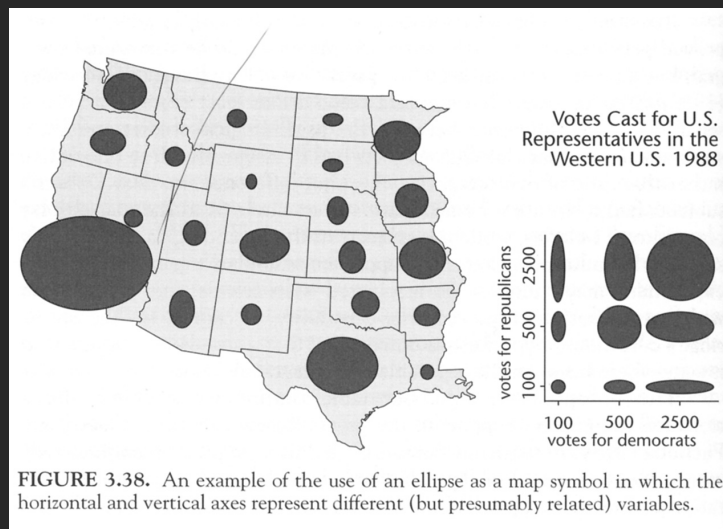 Votes Cast for U.S.
Representatives in the
Western U.S. 1988
votes for republicans
2500
500
100
100 500 2500
votes for democrats
FIGURE 3.38. An example of the use of an ellipse as a map symbol in which the
horizontal and vertical axes represent different (but presumably related) variables.